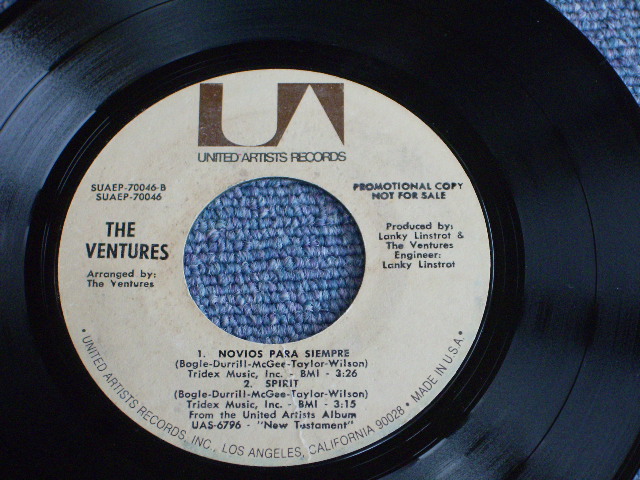 UA
UNITED ARTISTS RECORDS
SUAEP-70046-B
SUAEP-70046
PROMOTIONAL COPY
NOT FOR SALE
THE
VENTURES
Arranged by:
The Ventures
Produced by:
Lanky Linstrot &
The Ventures
Engineer:
Lanky Linstrot
1. NOVIOS PARA SIEMPRE
(Bogle-Durrill-McGee-Taylor-Wilson)
Tridex Music, Inc. - BMI - 3:26
2. SPIRIT
(Bogle-Durrill-McGee-Taylor-Wilson)
Tridex Music, Inc. - BMI - 3:15
From the United Artists Album
UAS-6796 - "New Tustament"
• UNITED ARTISTS RECORDS, INC., LOS ANGELES, CALIFORNIA 90028 • MADE IN U.S.A. •